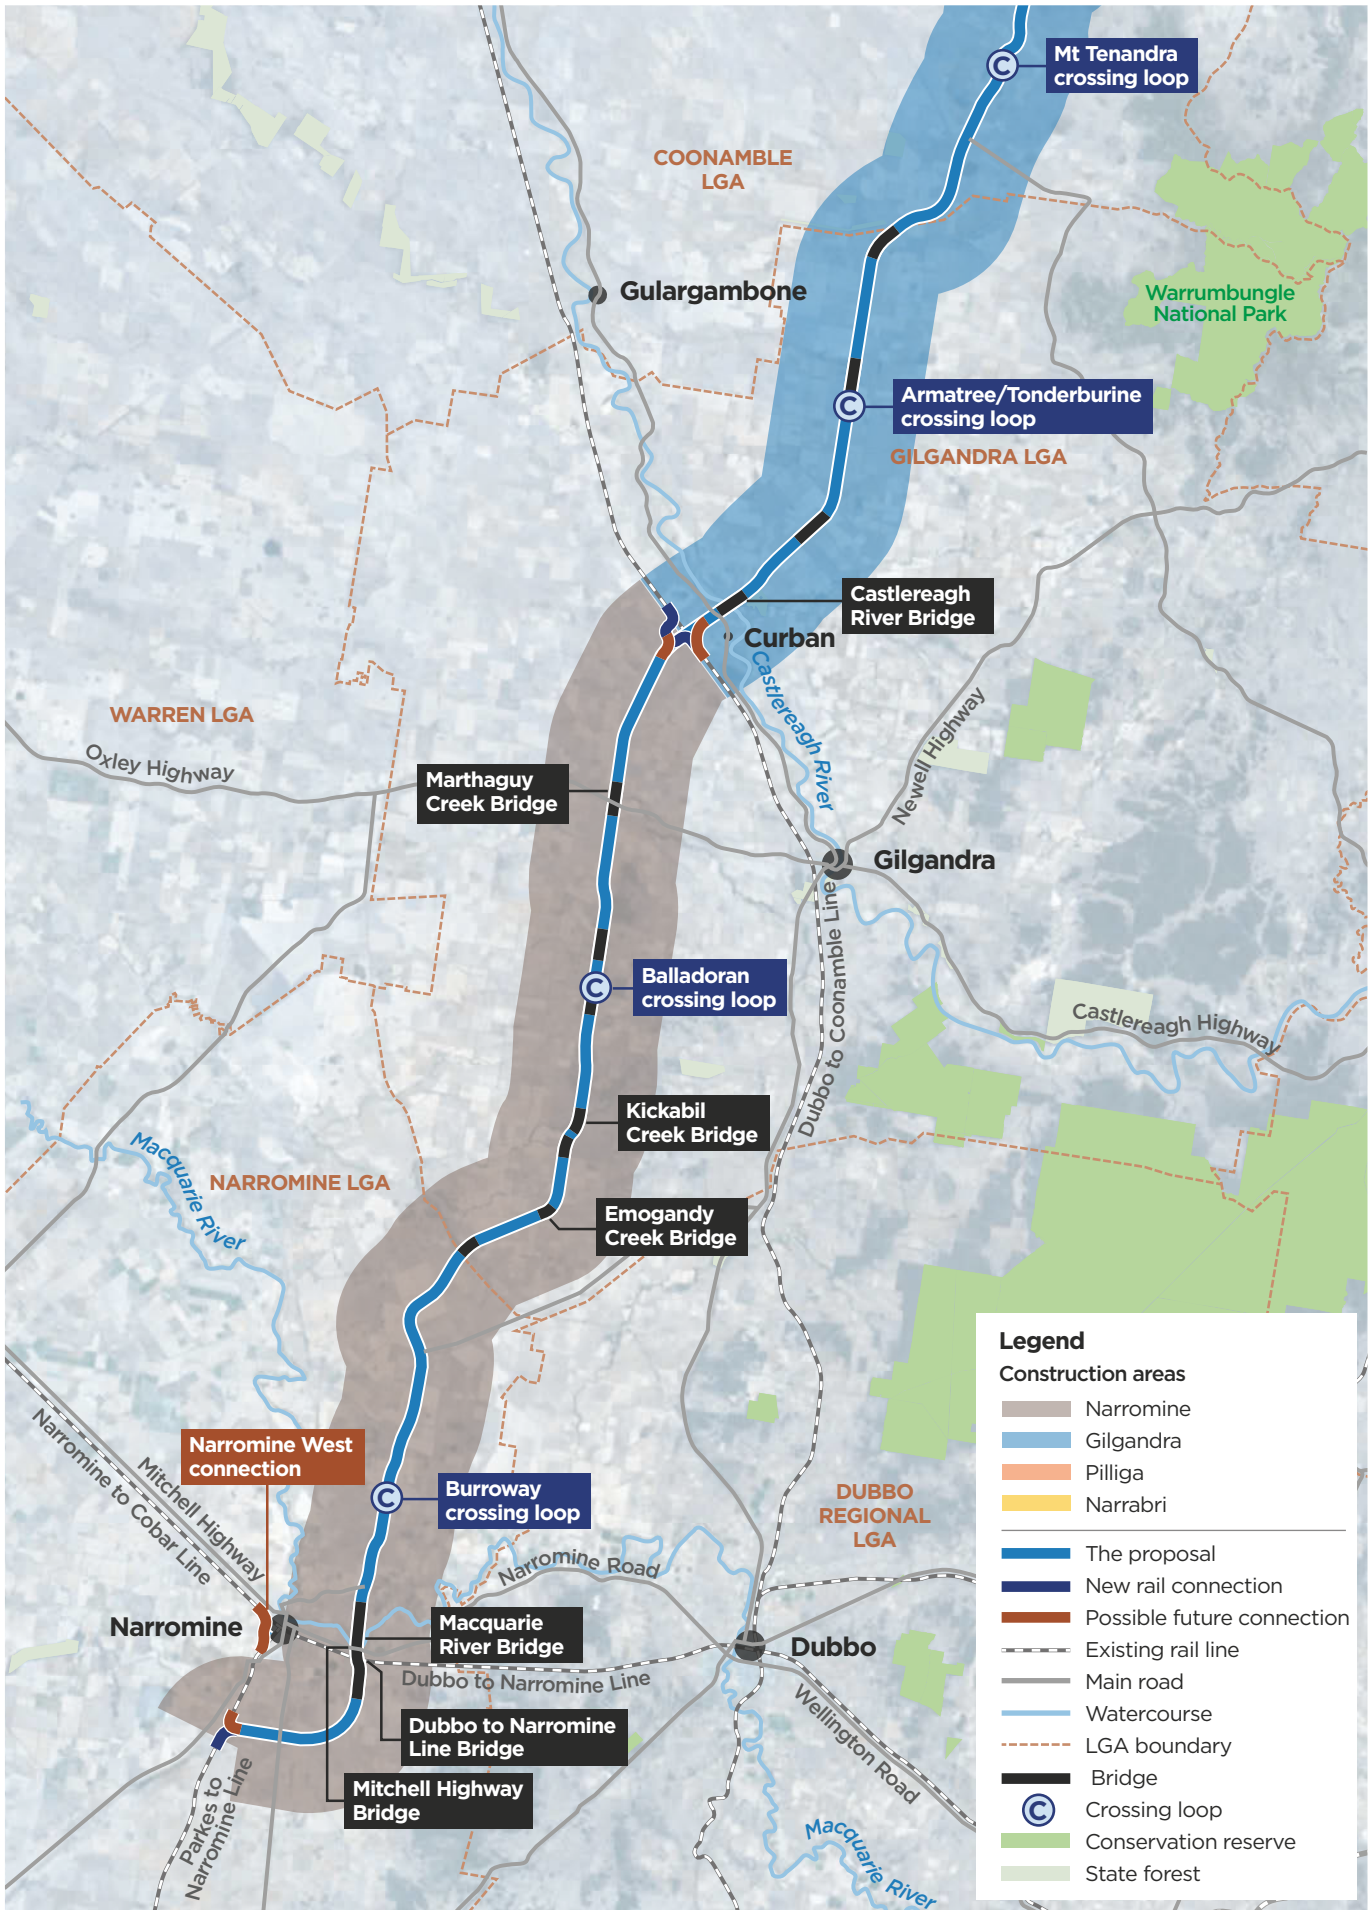 Mt Tenandra
crossing loop
COONAMBLE
LGA
Gulargambone
Warrumbungle
National Park
Armatree/Tonderburine
crossing loop
GILGANDRA LGA
Castlereagh
River Bridge
Curban
Castlereagh River
WARREN LGA
Oxley Highway
Newell Highway
Marthaguy
Creek Bridge
Gilgandra
Dubbo to Coonamble Line
Balladoran
crossing loop
Castlereagh Highway
Kickabil
Creek Bridge
Macquarie River
NARROMINE LGA
Emogandy
Creek Bridge
Narromine West
connection
Mitchell Highway
Narromine to Cobar Line
Burroway
crossing loop
DUBBO
REGIONAL
LGA
Narromine Road
Narromine
Macquarie
River Bridge
Dubbo
Dubbo to Narromine Line
Wellington Road
Dubbo to Narromine
Line Bridge
Mitchell Highway
Bridge
Parkes to
Narromine Line
Macquarie River
Legend
Construction areas
Narromine
Gilgandra
Pilliga
Narrabri
The proposal
New rail connection
Possible future connection
Existing rail line
Main road
Watercourse
LGA boundary
Bridge
C Crossing loop
Conservation reserve
State forest
C
C
C
C